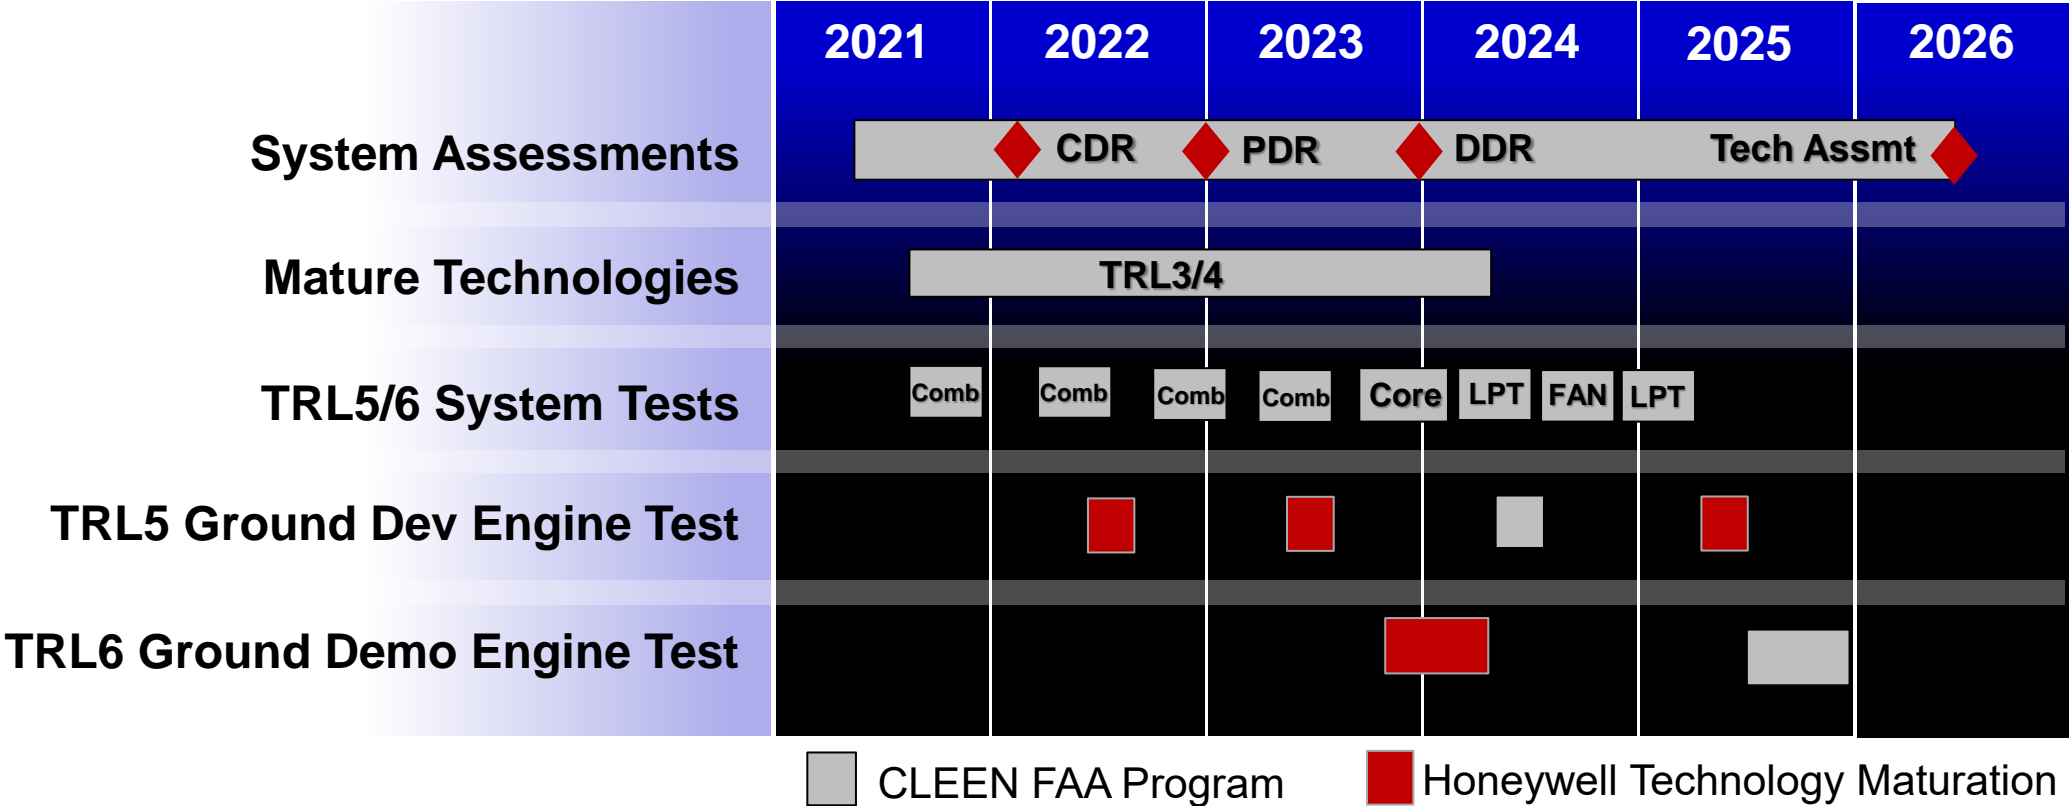 2021 2022 2023 2024 2025 2026
System Assessments CDR PDR DDR Tech Assmt
Mature Technologies TRL3/4
TRL5/6 System Tests Comb Comb Comb Comb Core LPT FAN LPT
TRL5 Ground Dev Engine Test
TRL6 Ground Demo Engine Test
CLEEN FAA Program Honeywell Technology Maturation